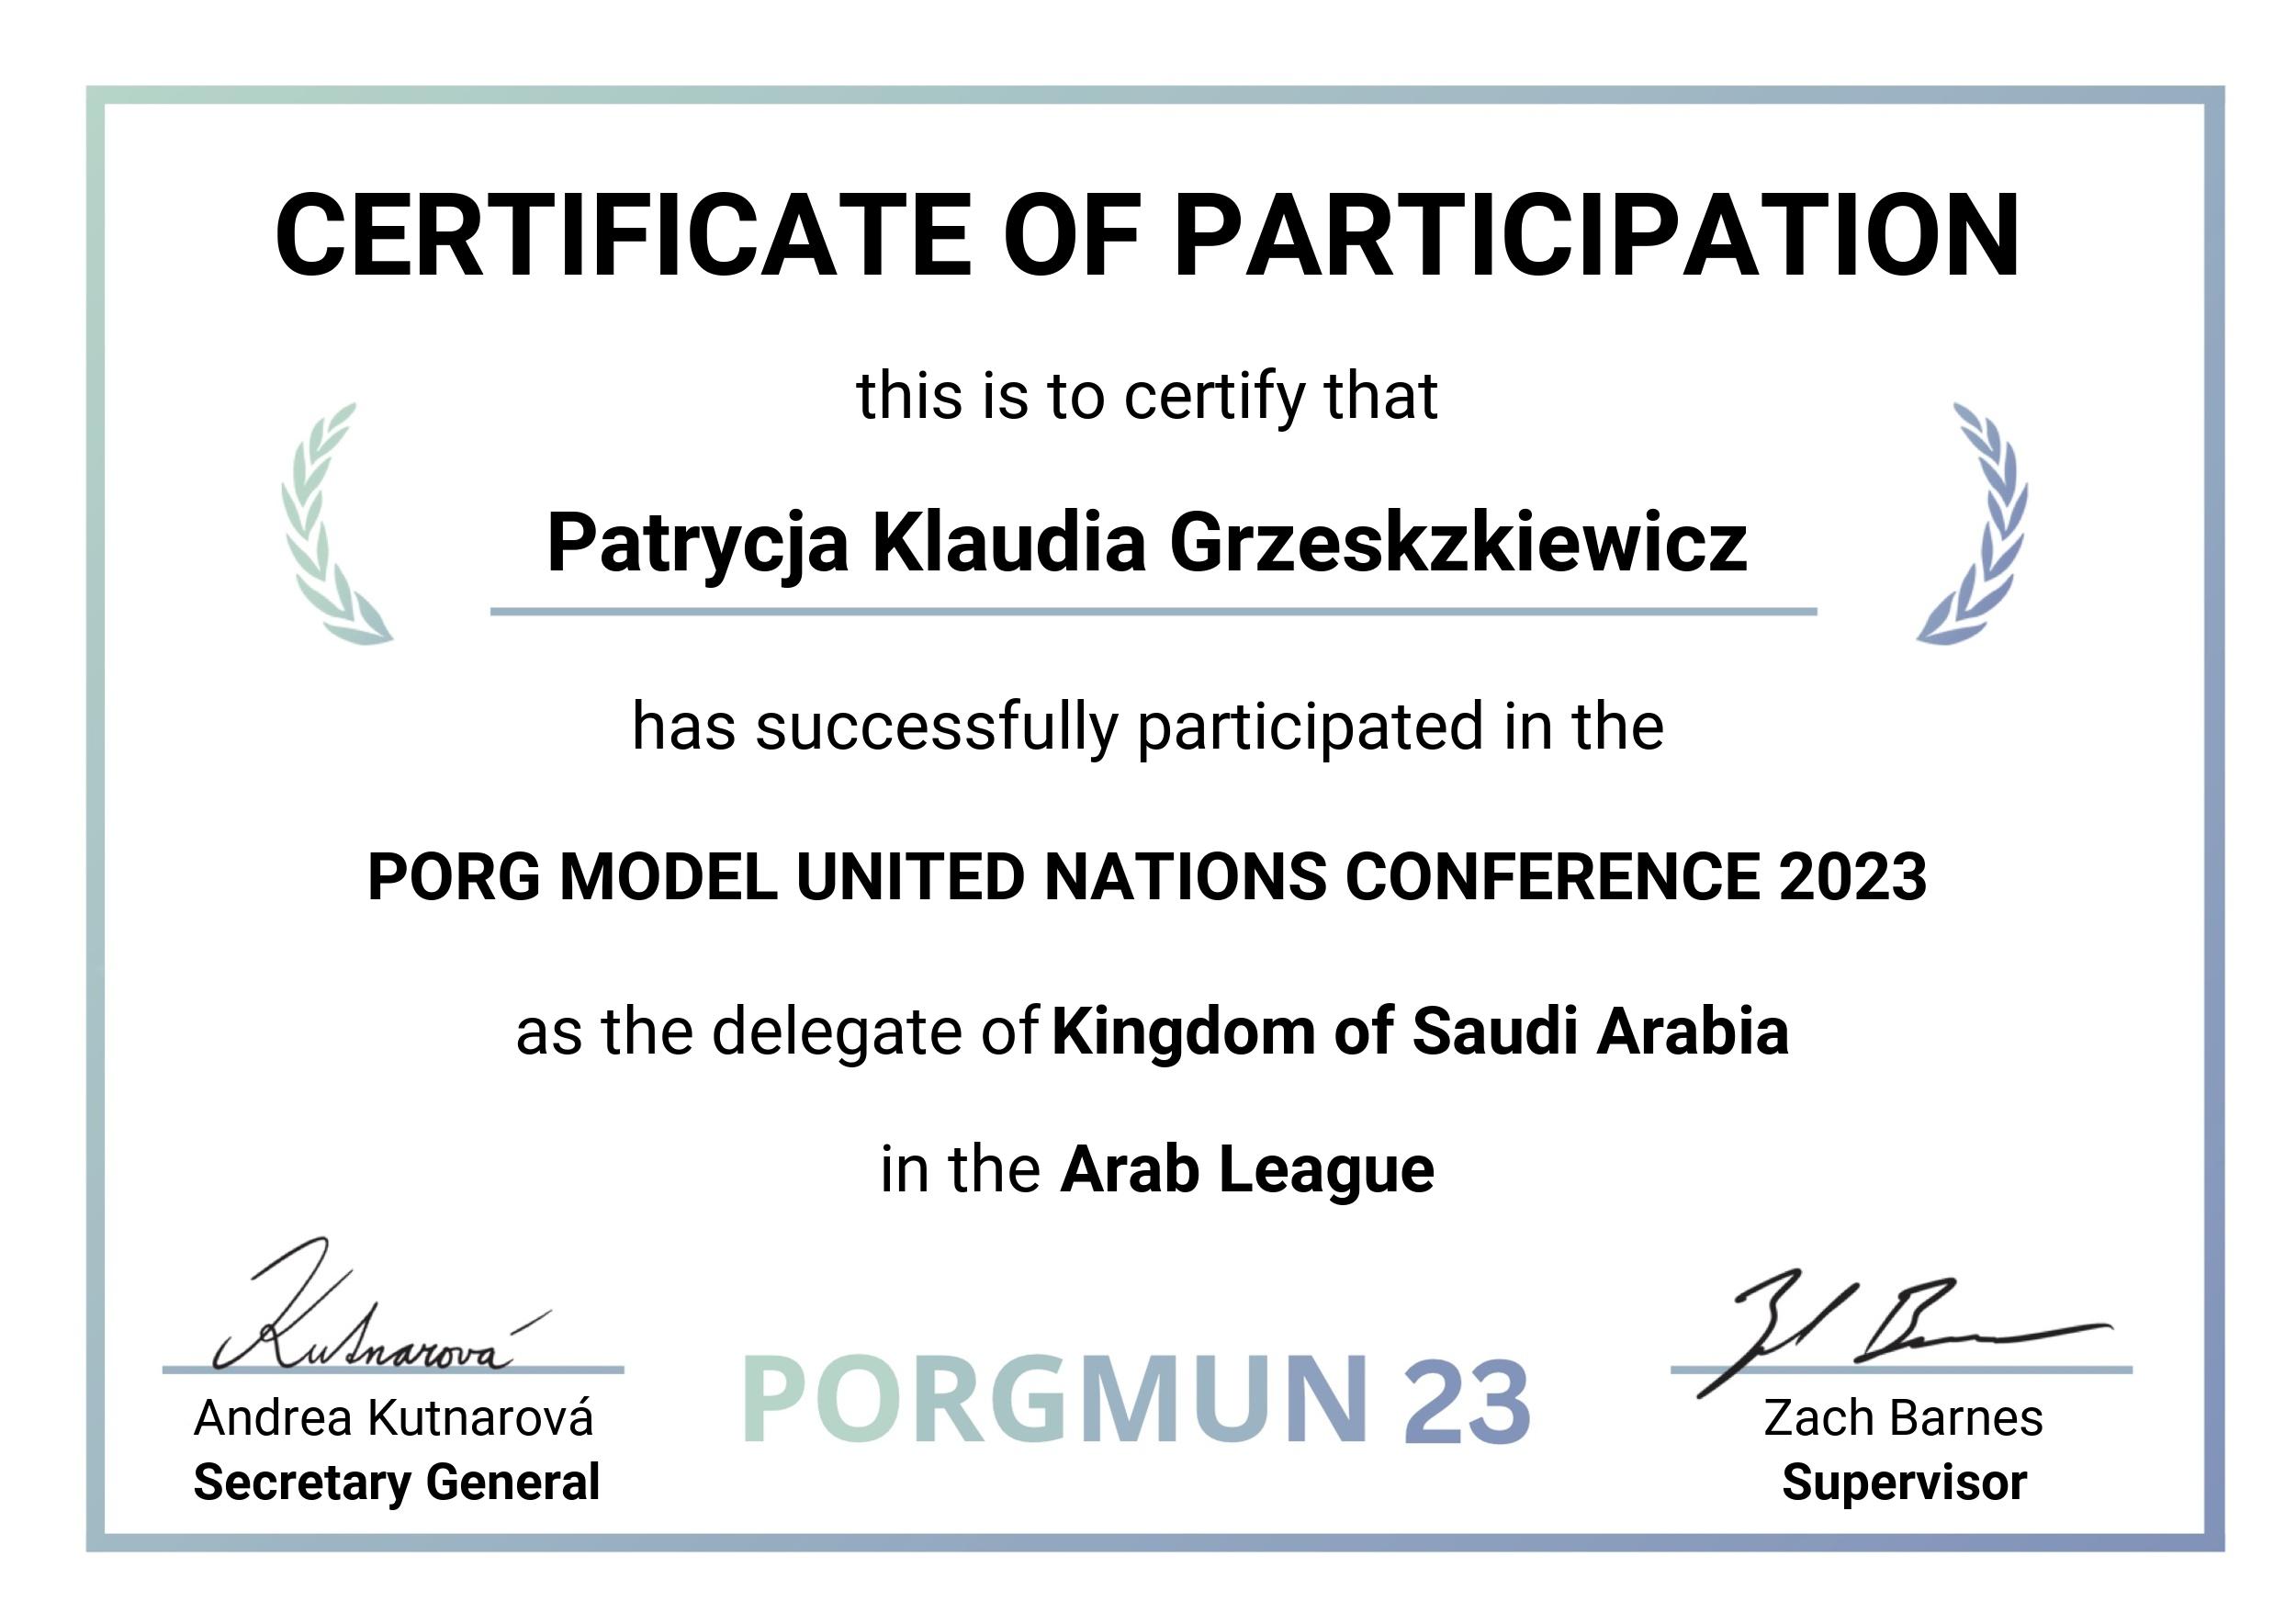 CERTIFICATE OF PARTICIPATION
this is to certify that
Patrycja Klaudia Grzeskzkiewicz
has successfully participated in the
PORG MODEL UNITED NATIONS CONFERENCE 2023
as the delegate of Kingdom of Saudi Arabia
in the Arab League
Kutnarová
Andrea Kutnarová
Secretary General
PORGMUN 23
Zach Barnes
Supervisor